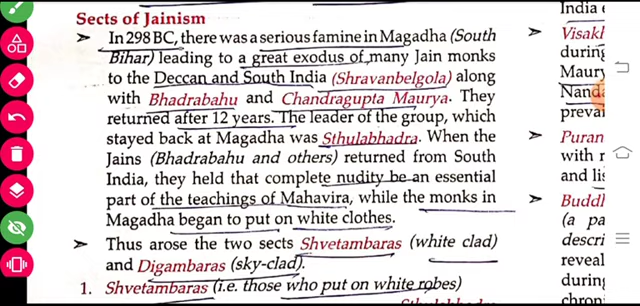 Sects of Jainism
➤ In 298 BC, there was a serious famine in Magadha (South
Bihar) leading to a great exodus of many Jain monks
to the Deccan and South India (Shravanbelgola) along
with Bhadrabahu and Chandragupta Maurya. They
returned after 12 years. The leader of the group, which
stayed back at Magadha was Sthulabhadra. When the
Jains (Bhadrabahu and others) returned from South
India, they held that complete nudity be an essential
part of the teachings of Mahavira, while the monks in
Magadha began to put on white clothes.
➤ Thus arose the two sects Shvetambaras (white clad)
and Digambaras (sky-clad).
1. Shvetambaras (i.e. those who put on white robes)
India
➤ Visakh
during
Maury
Nanda
preva
➤ Puran
with
and lis
➤ Buddh
(a pa
descri
reveal
during
chron